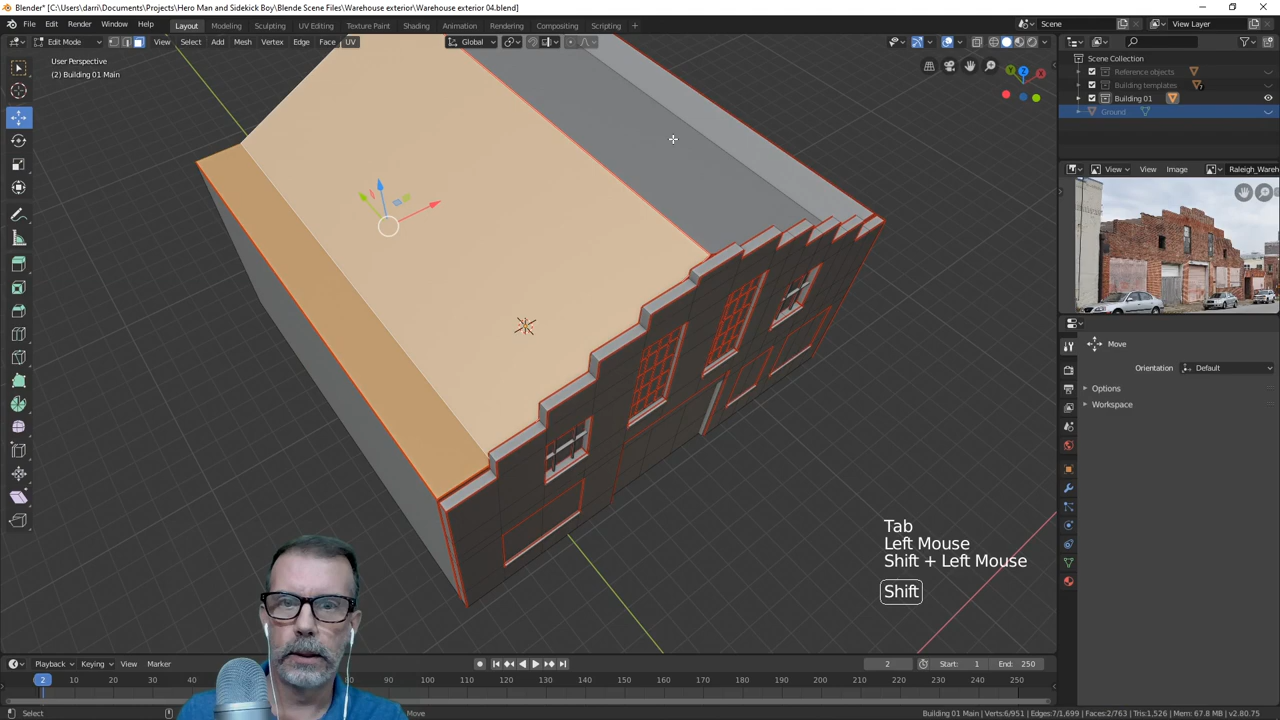 Blender* [C:\Users\darri\Documents\Projects\Hero Man and Sidekick Boy\Blende Scene Files\Warehouse exterior\Warehouse exterior 04.blend]
File Edit Render Window Help Layout Modeling Sculpting UV Editing Texture Paint Shading Animation Rendering Compositing Scripting + Scene View Layer
Edit Mode View Select Add Mesh Vertex Edge Face UV Global
User Perspective
(2) Building 01 Main
Scene Collection
Reference objects
Building templates
Building 01
Ground
View View Image Raleigh_Wareh
Move
Orientation Default
Options
Workspace
Tab
Left Mouse
Shift + Left Mouse
Shift
Playback Keying View Marker 2 Start: 1 End: 250
2 10 20 30 40 50 60 70 80 90 100 110 120 130 140 150 160 170 180 190 200 210 220 230 240 250
Select Move Building 01 Main | Verts:6/951 | Edges:7/1,699 | Faces:2/763 | Tris:1,526 | Mem: 67.8 MB | v2.80.75